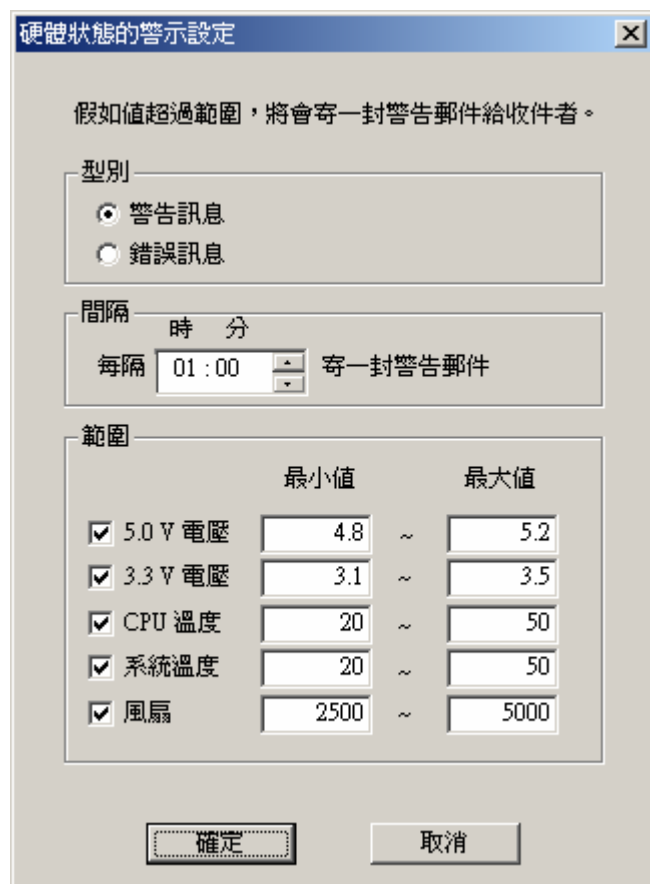 硬體狀態的警示設定
假如值超過範圍，將會寄一封警告郵件給收件者。
型別
警告訊息
錯誤訊息
間隔
時 分
每隔 01 : 00 寄一封警告郵件
範圍
最小值 最大值
5.0 V 電壓 4.8 ~ 5.2
3.3 V 電壓 3.1 ~ 3.5
CPU 溫度 20 ~ 50
系統溫度 20 ~ 50
風扇 2500 ~ 5000
確定 取消